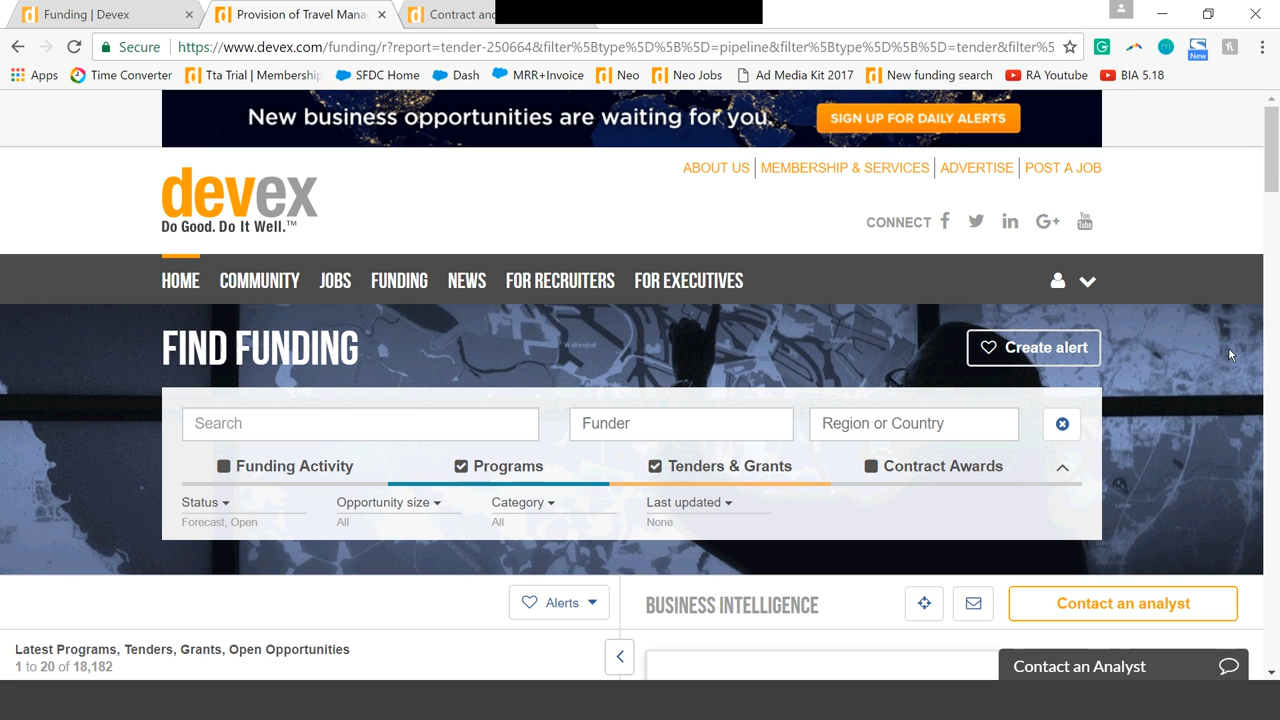 Funding | Devex
Provision of Travel Mana
Contract and
Secure
https://www.devex.com/funding/r?report=tender-250664&filter%5Btype%5D%5B%5D=pipeline&filter%5Btype%5D%5B%5D=tender&filter%5
New
Apps
Time Converter
Tta Trial | Membership
SFDC Home
Dash
MRR+Invoice
Neo
Neo Jobs
Ad Media Kit 2017
New funding search
RA Youtube
BIA 5.18
New business opportunities are waiting for you.
SIGN UP FOR DAILY ALERTS
ABOUT US | MEMBERSHIP & SERVICES | ADVERTISE | POST A JOB
devex
Do Good. Do It Well.™
CONNECT
You Tube
HOME
COMMUNITY
JOBS
FUNDING
NEWS
FOR RECRUITERS
FOR EXECUTIVES
FIND FUNDING
Create alert
Search
Funder
Region or Country
Funding Activity
Programs
Tenders & Grants
Contract Awards
Status
Opportunity size
Category
Last updated
Forecast, Open
All
All
None
Alerts
BUSINESS INTELLIGENCE
Contact an analyst
Latest Programs, Tenders, Grants, Open Opportunities
1 to 20 of 18,182
Contact an Analyst